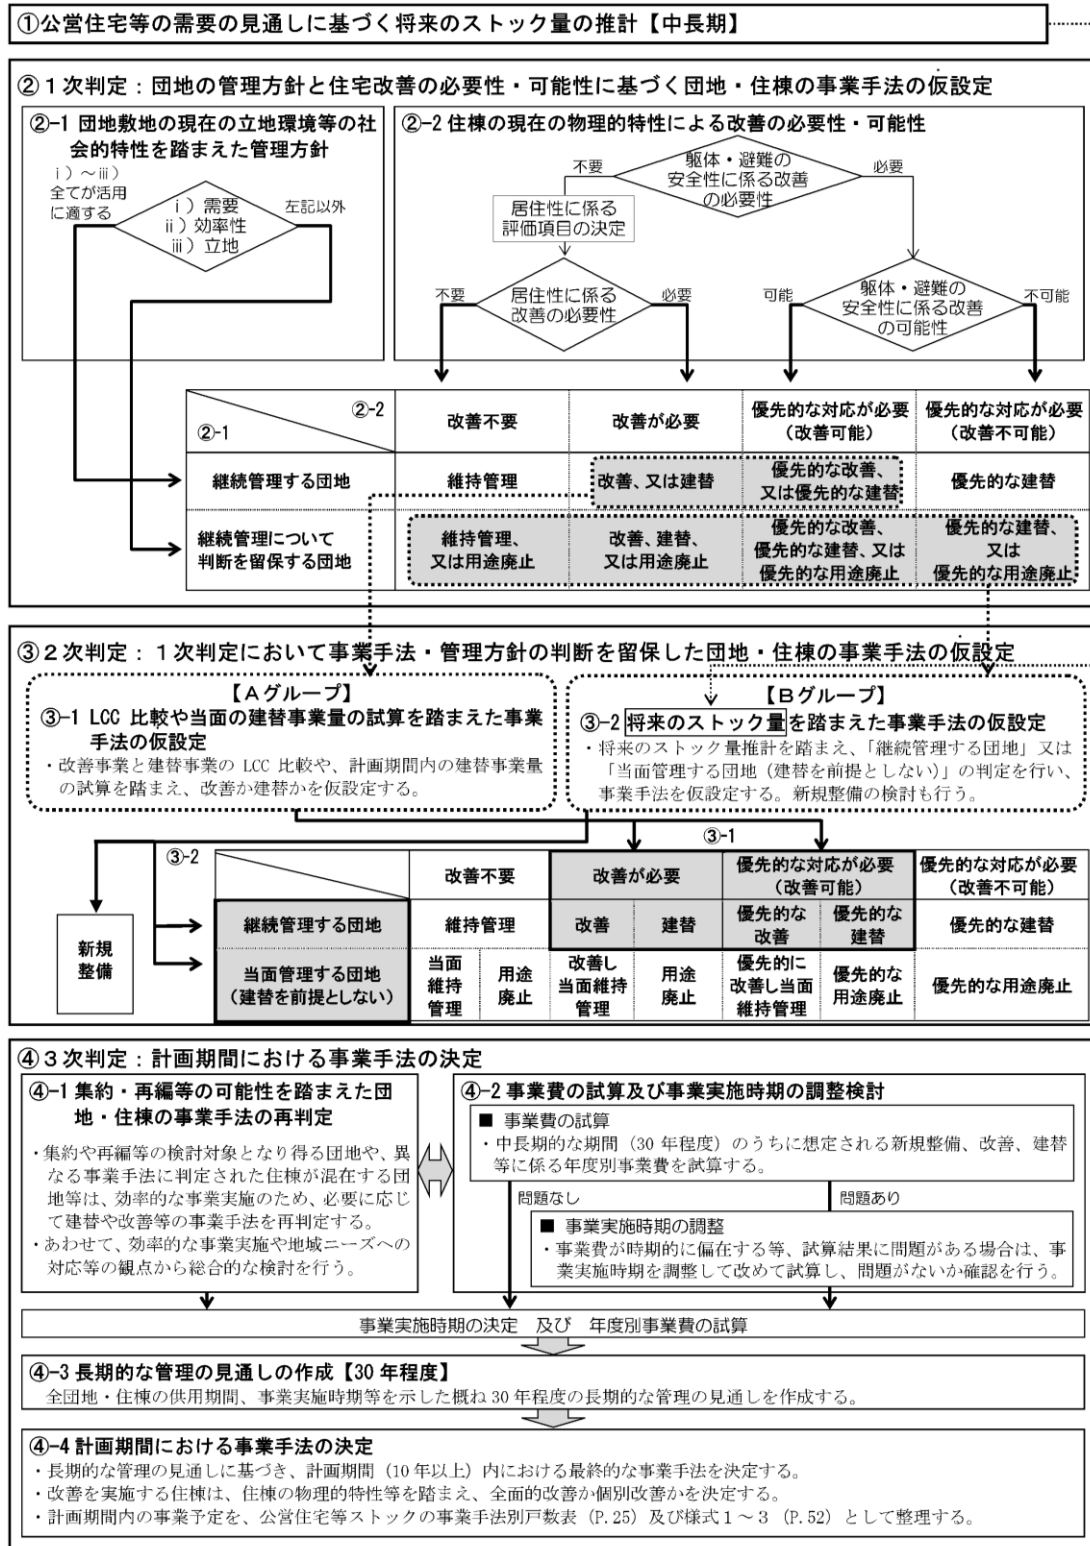 ①公営住宅等の需要の見通しに基づく将来のストック量の推計【中長期】
②１次判定：団地の管理方針と住宅改善の必要性・可能性に基づく団地・住棟の事業手法の仮設定
②-1 団地敷地の現在の立地環境等の社
会的特性を踏まえた管理方針
ⅰ）～ⅲ）
全てが活用
に適する
ⅰ）需要
ⅱ）効率性
ⅲ）立地
左記以外
②-2 住棟の現在の物理的特性による改善の必要性・可能性
不要
躯体・避難の
安全性に係る改善
の必要性
必要
居住性に係る
評価項目の決定
不要
居住性に係る
改善の必要性
必要
可能
躯体・避難の
安全性に係る改善
の可能性
不可能
②-2
②-1
改善不要
改善が必要
優先的な対応が必要
（改善可能）
優先的な対応が必要
（改善不可能）
継続管理する団地
維持管理
改善、又は建替
優先的な改善、
又は優先的な建替
優先的な建替
継続管理について
判断を留保する団地
維持管理、
又は用途廃止
改善、建替、
又は用途廃止
優先的な改善、
優先的な建替、又は
優先的な用途廃止
優先的な建替、
又は
優先的な用途廃止
③２次判定：１次判定において事業手法・管理方針の判断を留保した団地・住棟の事業手法の仮設定
【Aグループ】
③-1 LCC 比較や当面の建替事業量の試算を踏まえた事業
手法の仮設定
・改善事業と建替事業の LCC 比較や、計画期間内の建替事業量
の試算を踏まえ、改善か建替かを仮設定する。
【Bグループ】
③-2 将来のストック量を踏まえた事業手法の仮設定
・将来のストック量推計を踏まえ、「継続管理する団地」又は
「当面管理する団地（建替を前提としない）」の判定を行い、
事業手法を仮設定する。新規整備の検討も行う。
③-1
③-2
新規
整備
改善不要
改善が必要
優先的な対応が必要
（改善可能）
優先的な対応が必要
（改善不可能）
継続管理する団地
維持管理
改善
建替
優先的な
改善
優先的な
建替
優先的な建替
当面管理する団地
（建替を前提としない）
当面
維持
管理
用途
廃止
改善し
当面維持
管理
用途
廃止
優先的に
改善し当面
維持管理
優先的な
用途廃止
優先的な用途廃止
④３次判定：計画期間における事業手法の決定
④-1 集約・再編等の可能性を踏まえた団
地・住棟の事業手法の再判定
・集約や再編等の検討対象となり得る団地や、異
なる事業手法に判定された住棟が混在する団
地等は、効率的な事業実施のため、必要に応じ
て建替や改善等の事業手法を再判定する。
・あわせて、効率的な事業実施や地域ニーズへの
対応等の観点から総合的な検討を行う。
④-2 事業費の試算及び事業実施時期の調整検討
■ 事業費の試算
・中長期的な期間（30 年程度）のうちに想定される新規整備、改善、建替
等に係る年度別事業費を試算する。
問題なし
問題あり
■ 事業実施時期の調整
・事業費が時期的に偏在する等、試算結果に問題がある場合は、事
業実施時期を調整して改めて試算し、問題がないか確認を行う。
事業実施時期の決定　及び　年度別事業費の試算
④-3 長期的な管理の見通しの作成【30 年程度】
全団地・住棟の供用期間、事業実施時期等を示した概ね 30 年程度の長期的な管理の見通しを作成する。
④-4 計画期間における事業手法の決定
・長期的な管理の見通しに基づき、計画期間（10 年以上）内における最終的な事業手法を決定する。
・改善を実施する住棟は、住棟の物理的特性等を踏まえ、全面的改善か個別改善かを決定する。
・計画期間内の事業予定を、公営住宅等ストックの事業手法別戸数表（P.25）及び様式１～３（P.52）として整理する。